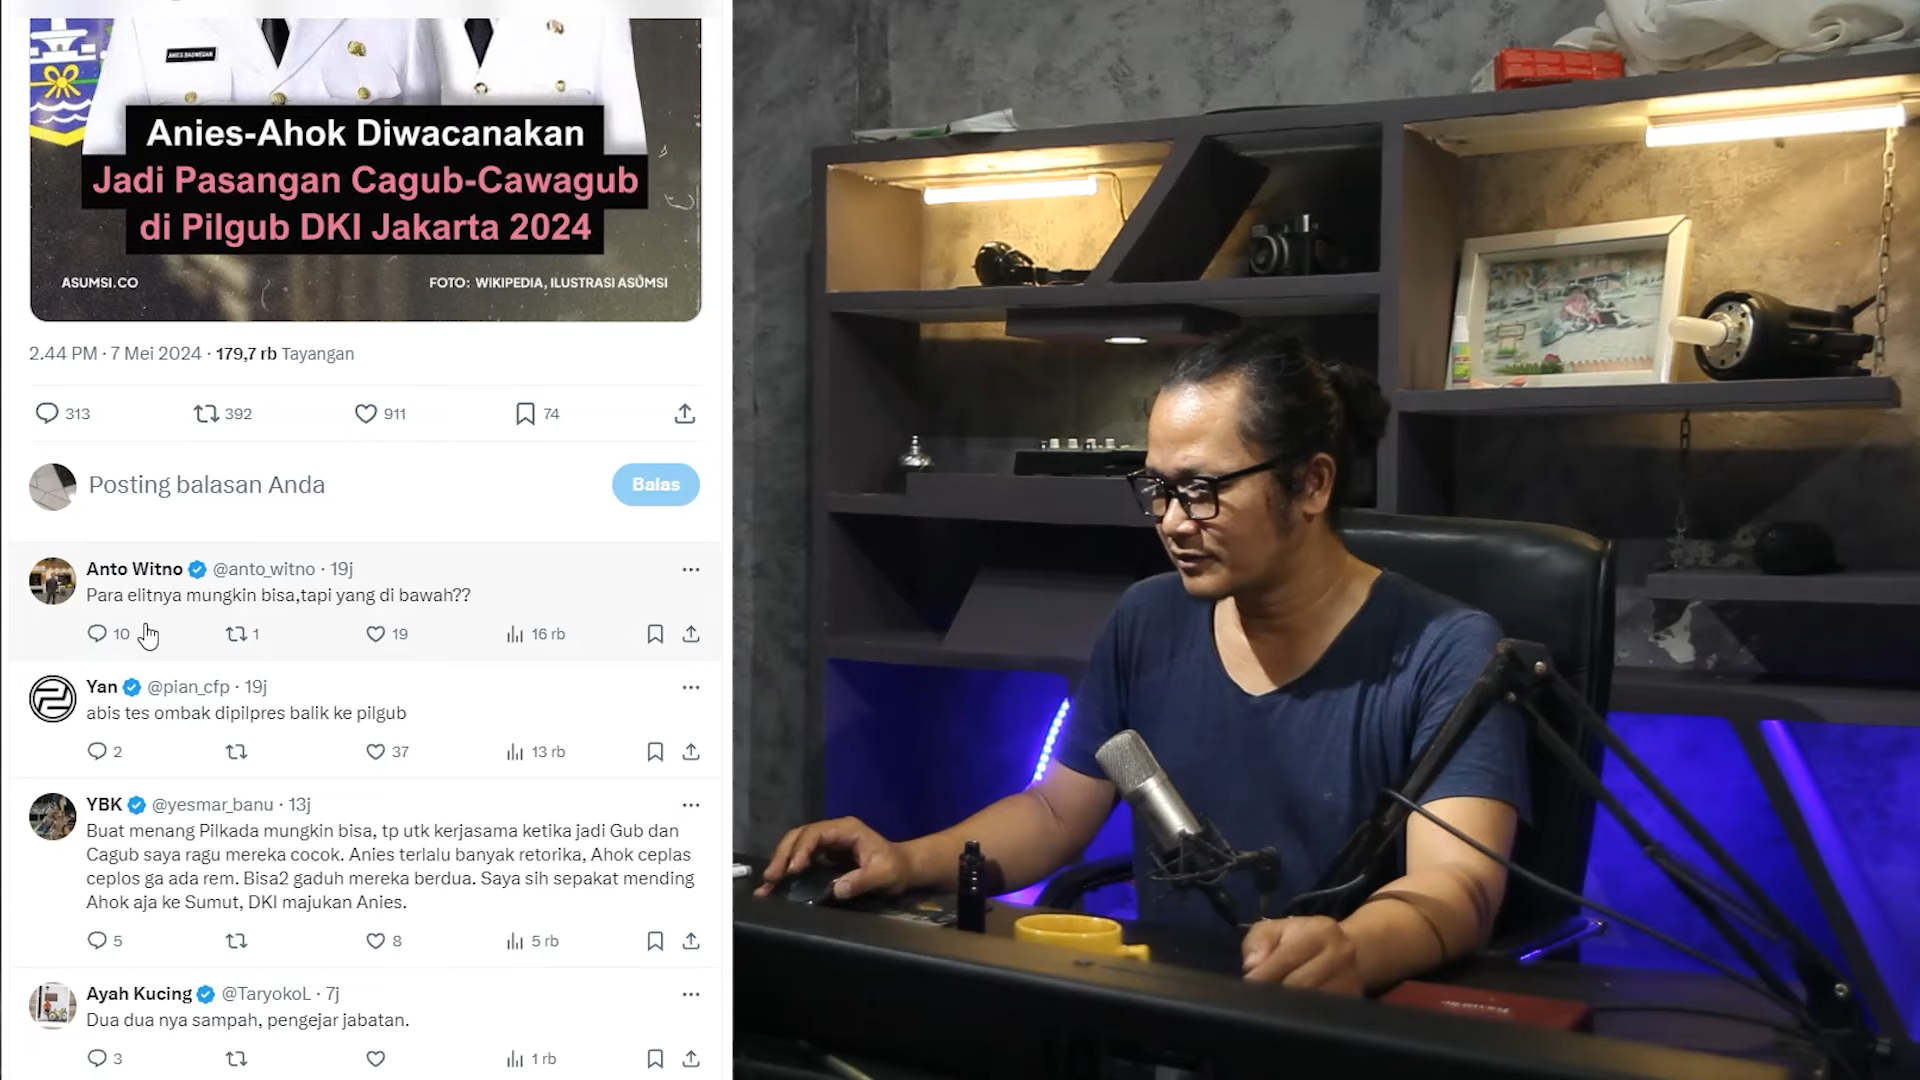 ANIES BASWEDAN
Anies-Ahok Diwacanakan
Jadi Pasangan Cagub-Cawagub
di Pilgub DKI Jakarta 2024
ASUMSI.CO
FOTO: WIKIPEDIA, ILUSTRASI ASUMSI
2.44 PM · 7 Mei 2024 · 179,7 rb Tayangan
313 392 911 74
Posting balasan Anda
Balas
Anto Witno @anto_witno · 19j
Para elitnya mungkin bisa,tapi yang di bawah??
10 1 19 16 rb
Yan @pian_cfp · 19j
abis tes ombak dipilpres balik ke pilgub
2 37 13 rb
YBK @yesmar_banu · 13j
Buat menang Pilkada mungkin bisa, tp utk kerjasama ketika jadi Gub dan
Cagub saya ragu mereka cocok. Anies terlalu banyak retorika, Ahok ceplas
ceplos ga ada rem. Bisa2 gaduh mereka berdua. Saya sih sepakat mending
Ahok aja ke Sumut, DKI majukan Anies.
5 8 5 rb
Ayah Kucing @TaryokoL · 7j
Dua dua nya sampah, pengejar jabatan.
3 1 rb